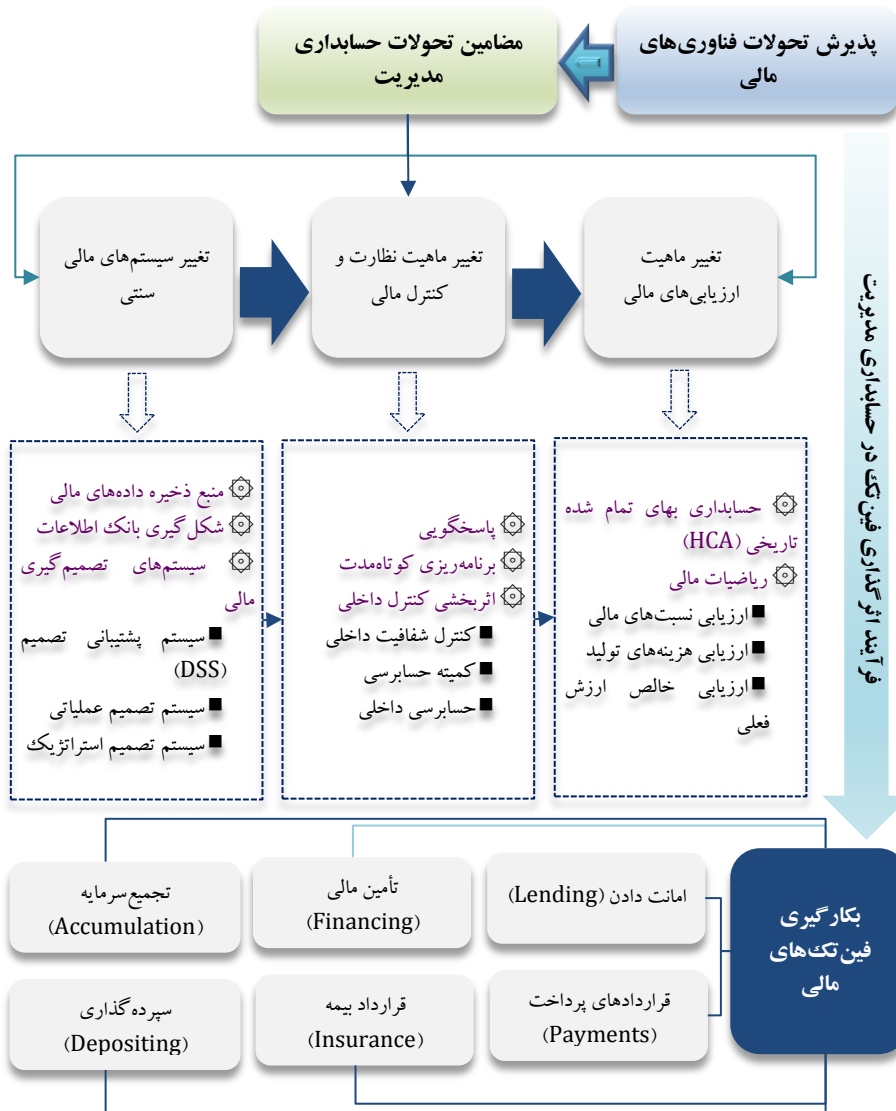 پذیرش تحولات فناوری‌های
مالی
مضامین تحولات حسابداری
مدیریت
فرآیند اثرگذاری فین‌تک در حسابداری مدیریت
تغییر ماهیت
ارزیابی‌های مالی
تغییر ماهیت نظارت و
کنترل مالی
تغییر سیستم‌های مالی
سنتی
حسابداری بهای تمام شده
تاریخی (HCA)
ریاضیات مالی
■ ارزیابی نسبت‌های مالی
■ ارزیابی هزینه‌های تولید
■ ارزیابی خالص ارزش
فعلی
پاسخگویی
برنامه‌ریزی کوتاه‌مدت
اثربخشی کنترل داخلی
■ کنترل شفافیت داخلی
■ کمیته حسابرسی
■ حسابرسی داخلی
منبع ذخیره داده‌های مالی
شکل‌گیری بانک اطلاعات
سیستم‌های تصمیم‌گیری
مالی
■ سیستم پشتیبانی تصمیم
(DSS)
■ سیستم تصمیم عملیاتی
■ سیستم تصمیم استراتژیک
بکارگیری
فین‌تک‌های
مالی
امانت دادن (Lending)
تأمین مالی
(Financing)
تجمیع‌سرمایه
(Accumulation)
قراردادهای پرداخت
(Payments)
قرارداد بیمه
(Insurance)
سپرده‌گذاری
(Depositing)